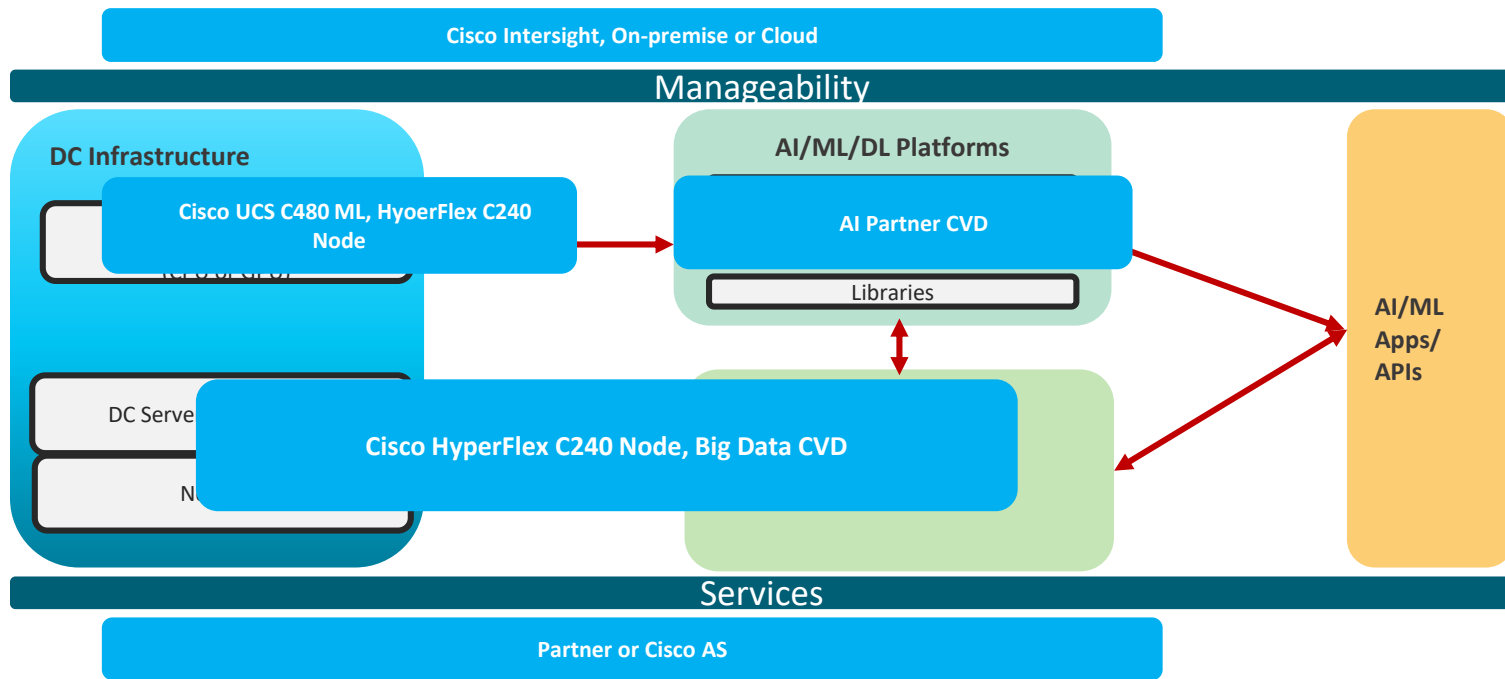 Cisco Intersight, On-premise or Cloud
Manageability
DC Infrastructure
AI/ML/DL Platforms
Cisco UCS C480 ML, HyoerFlex C240
Node
AI Partner CVD
Libraries
AI/ML
Apps/
APIs
DC
Cisco HyperFlex C240 Node, Big Data CVD
Services
Partner or Cisco AS